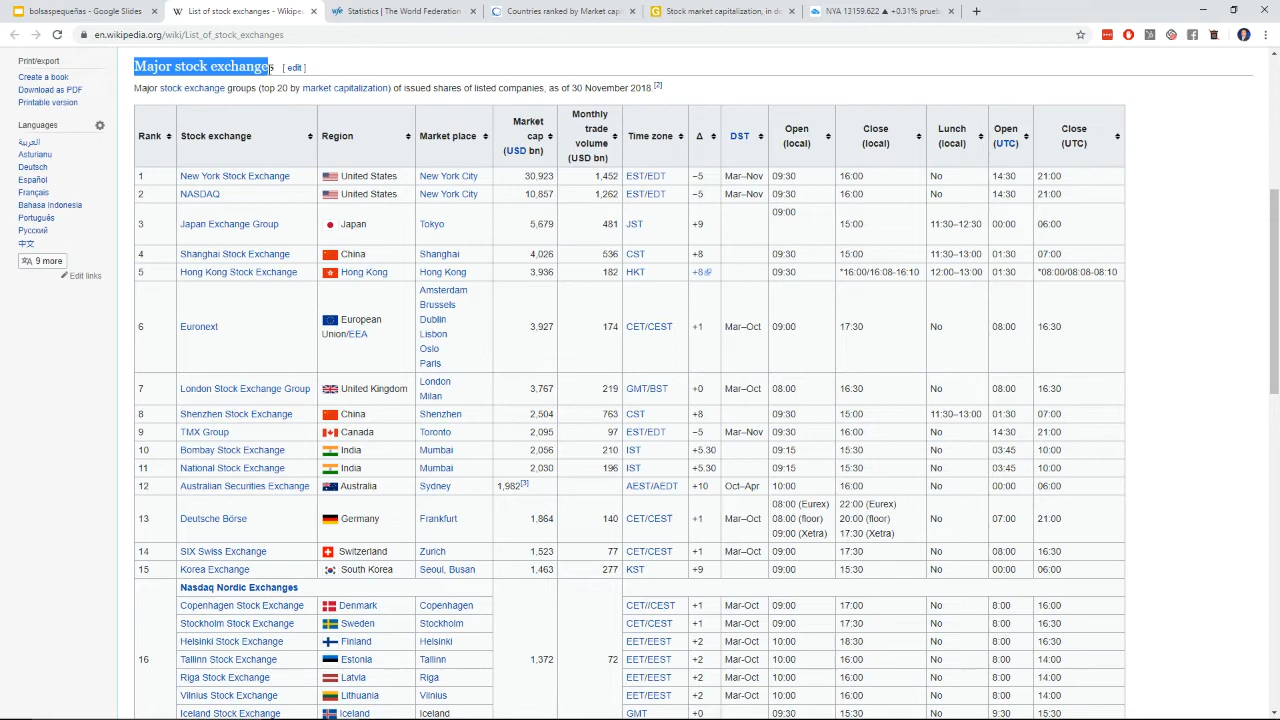 bolsaspequeñas - Google Slides
List of stock exchanges - Wikipe
Statistics | The World Federation
Countries ranked by Market cap
Stock market capitalization, in do
NYA 13159.622 ▲ +0.31% prueb
en.wikipedia.org/wiki/List_of_stock_exchanges
Print/export
Create a book
Download as PDF
Printable version
Languages
العربية
Asturianu
Deutsch
Español
Français
Bahasa Indonesia
Português
Русский
中文
9 more
Edit links
Major stock exchanges [ edit ]
Major stock exchange groups (top 20 by market capitalization) of issued shares of listed companies, as of 30 November 2018 [2]
Rank Stock exchange Region Market place Market cap (USD bn) Monthly trade volume (USD bn) Time zone Δ DST Open (local) Close (local) Lunch (local) Open (UTC) Close (UTC)
1 New York Stock Exchange United States New York City 30,923 1,452 EST/EDT −5 Mar–Nov 09:30 16:00 No 14:30 21:00
2 NASDAQ United States New York City 10,857 1,262 EST/EDT −5 Mar–Nov 09:30 16:00 No 14:30 21:00
3 Japan Exchange Group Japan Tokyo 5,679 481 JST +9 09:00 15:00 11:30–12:30 00:00 06:00
4 Shanghai Stock Exchange China Shanghai 4,026 536 CST +8 09:30 15:00 11:30–13:00 01:30 07:00
5 Hong Kong Stock Exchange Hong Kong Hong Kong 3,936 182 HKT +8 09:30 *16:00/16:08-16:10 12:00–13:00 01:30 *08:00/08:08-08:10
6 Euronext European Union/EEA Amsterdam Brussels Dublin Lisbon Oslo Paris 3,927 174 CET/CEST +1 Mar–Oct 09:00 17:30 No 08:00 16:30
7 London Stock Exchange Group United Kingdom London Milan 3,767 219 GMT/BST +0 Mar–Oct 08:00 16:30 No 08:00 16:30
8 Shenzhen Stock Exchange China Shenzhen 2,504 763 CST +8 09:30 15:00 11:30–13:00 01:30 07:00
9 TMX Group Canada Toronto 2,095 97 EST/EDT −5 Mar–Nov 09:30 16:00 No 14:30 21:00
10 Bombay Stock Exchange India Mumbai 2,056 210 IST +5.30 09:15 15:30 No 03:45 10:00
11 National Stock Exchange India Mumbai 2,030 196 IST +5.30 09:15 15:30 No 03:45 10:00
12 Australian Securities Exchange Australia Sydney 1,982[3] AEST/AEDT +10 Oct–Apr 10:00 16:00 No 00:00 06:00
13 Deutsche Börse Germany Frankfurt 1,864 140 CET/CEST +1 Mar–Oct 08:00 (Eurex) 08:00 (floor) 09:00 (Xetra) 22:00 (Eurex) 20:00 (floor) 17:30 (Xetra) No 07:00 21:00
14 SIX Swiss Exchange Switzerland Zurich 1,523 77 CET/CEST +1 Mar–Oct 09:00 17:30 No 08:00 16:30
15 Korea Exchange South Korea Seoul, Busan 1,463 277 KST +9 09:00 15:30 No 00:00 06:00
16 Nasdaq Nordic Exchanges 1,372 72
Copenhagen Stock Exchange Denmark Copenhagen CET//CEST +1 Mar-Oct 09:00 17:00 No 8:00 16:00
Stockholm Stock Exchange Sweden Stockholm CET/CEST +1 Mar-Oct 09:00 17:30 No 8:00 16:30
Helsinki Stock Exchange Finland Helsinki EET/EEST +2 Mar-Oct 10:00 18:30 No 8:00 16:30
Tallinn Stock Exchange Estonia Tallinn EET/EEST +2 Mar-Oct 10:00 16:00 No 8:00 14:00
Riga Stock Exchange Latvia Riga EET/EEST +2 Mar-Oct 10:00 16:00 No 8:00 14:00
Vilnius Stock Exchange Lithuania Vilnius EET/EEST +2 Mar-Oct 10:00 16:00 No 8:00 14:00
Iceland Stock Exchange Iceland Iceland GMT +0 09:30 15:30 No 9:30 15:30